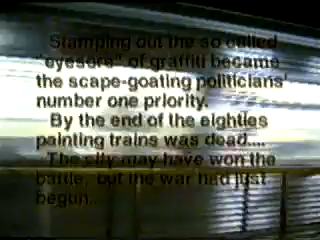 Stamping out the so called
"eyesore" of graffiti became
the scape-goating politicians'
number one priority.
By the end of the eighties
painting trains was dead....
The city may have won the
battle, but the war had just
begun...